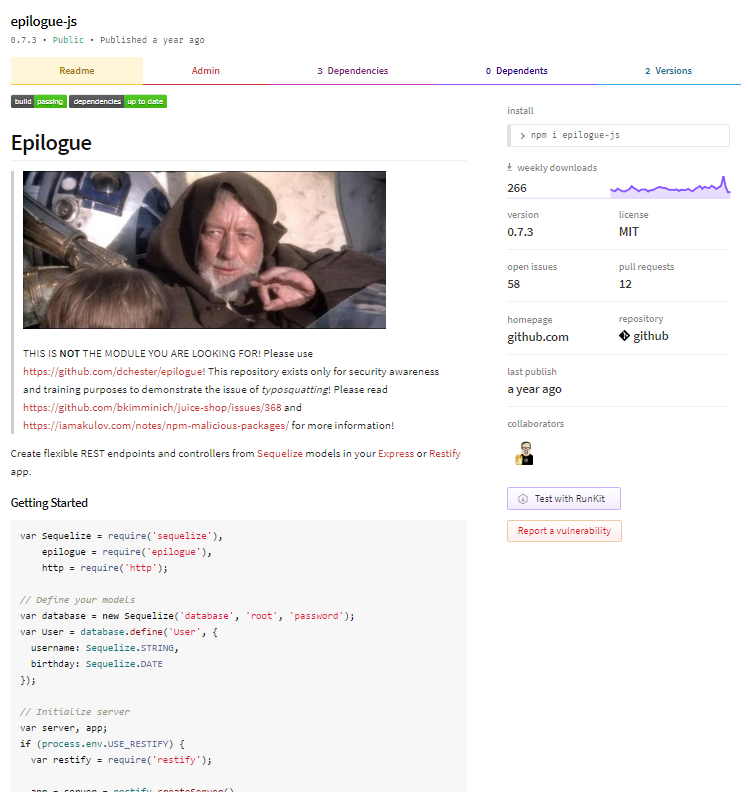 epilogue-js
0.7.3 • Public • Published a year ago
Readme
Admin
3 Dependencies
0 Dependents
2 Versions
build passing dependencies up to date
Epilogue
THIS IS NOT THE MODULE YOU ARE LOOKING FOR! Please use
https://github.com/dchester/epilogue! This repository exists only for security awareness
and training purposes to demonstrate the issue of typosquatting! Please read
https://github.com/bkimminich/juice-shop/issues/368 and
https://iamakulov.com/notes/npm-malicious-packages/ for more information!
Create flexible REST endpoints and controllers from Sequelize models in your Express or Restify
app.
Getting Started
var Sequelize = require('sequelize'),
    epilogue = require('epilogue'),
    http = require('http');
// Define your models
var database = new Sequelize('database', 'root', 'password');
var User = database.define('User', {
  username: Sequelize.STRING,
  birthday: Sequelize.DATE
});
// Initialize server
var server, app;
if (process.env.USE_RESTIFY) {
  var restify = require('restify');
  app = server = restify.createServer()
install
> npm i epilogue-js
weekly downloads
266
version
license
0.7.3
MIT
open issues
pull requests
58
12
homepage
repository
github.com
github
last publish
a year ago
collaborators
Test with RunKit
Report a vulnerability